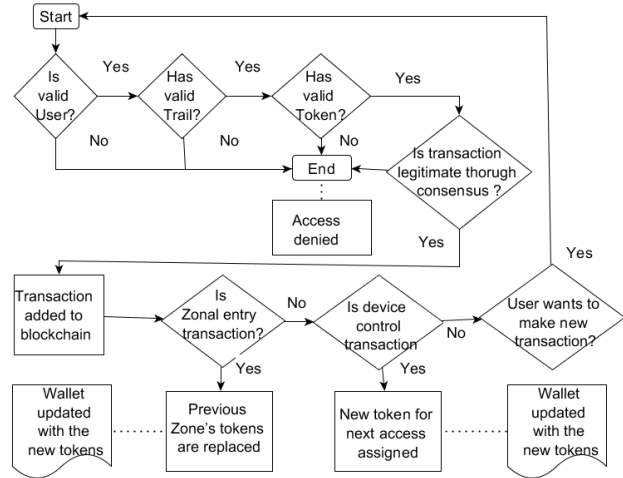 Start
Is
valid
User?
Yes
Has
valid
Trail?
Yes
Has
valid
Token?
Yes
No
No
No
End
Is transaction
legitimate thorugh
consensus ?
Access
denied
Yes
Yes
Transaction
added to
blockchain
Is
Zonal entry
transaction?
No
Is device
control
transaction
No
User wants to
make new
transaction?
Yes
Yes
Wallet
updated
with the
new tokens
Previous
Zone's tokens
are replaced
New token for
next access
assigned
Wallet
updated
with the
new tokens